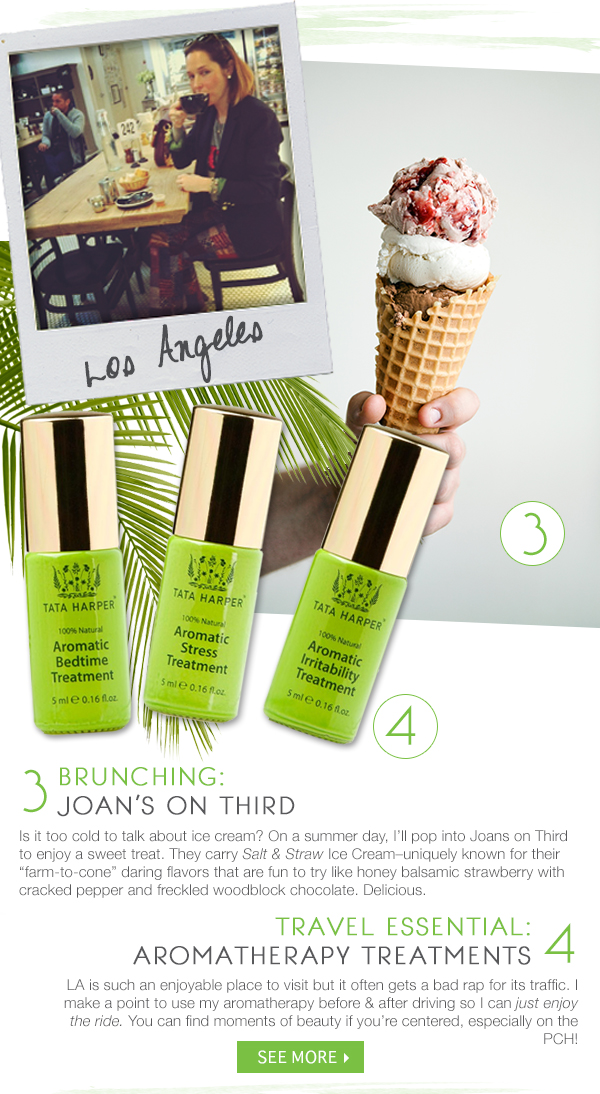 242
Los Angeles
TATA HARPER
100% Natural
Aromatic
Bedtime
Treatment
5 ml e 0.16 fl.oz.
TATA HARPER
100% Natural
Aromatic
Stress
Treatment
5 ml e 0.16 fl.oz.
TATA HARPER
100% Natural
Aromatic
Irritability
Treatment
5 ml e 0.16 fl.oz.
3
4
3 BRUNCHING:
JOAN'S ON THIRD
Is it too cold to talk about ice cream? On a summer day, I'll pop into Joans on Third
to enjoy a sweet treat. They carry Salt & Straw Ice Cream–uniquely known for their
“farm-to-cone” daring flavors that are fun to try like honey balsamic strawberry with
cracked pepper and freckled woodblock chocolate. Delicious.
TRAVEL ESSENTIAL:
AROMATHERAPY TREATMENTS 4
LA is such an enjoyable place to visit but it often gets a bad rap for its traffic. I
make a point to use my aromatherapy before & after driving so I can just enjoy
the ride. You can find moments of beauty if you're centered, especially on the
PCH!
SEE MORE